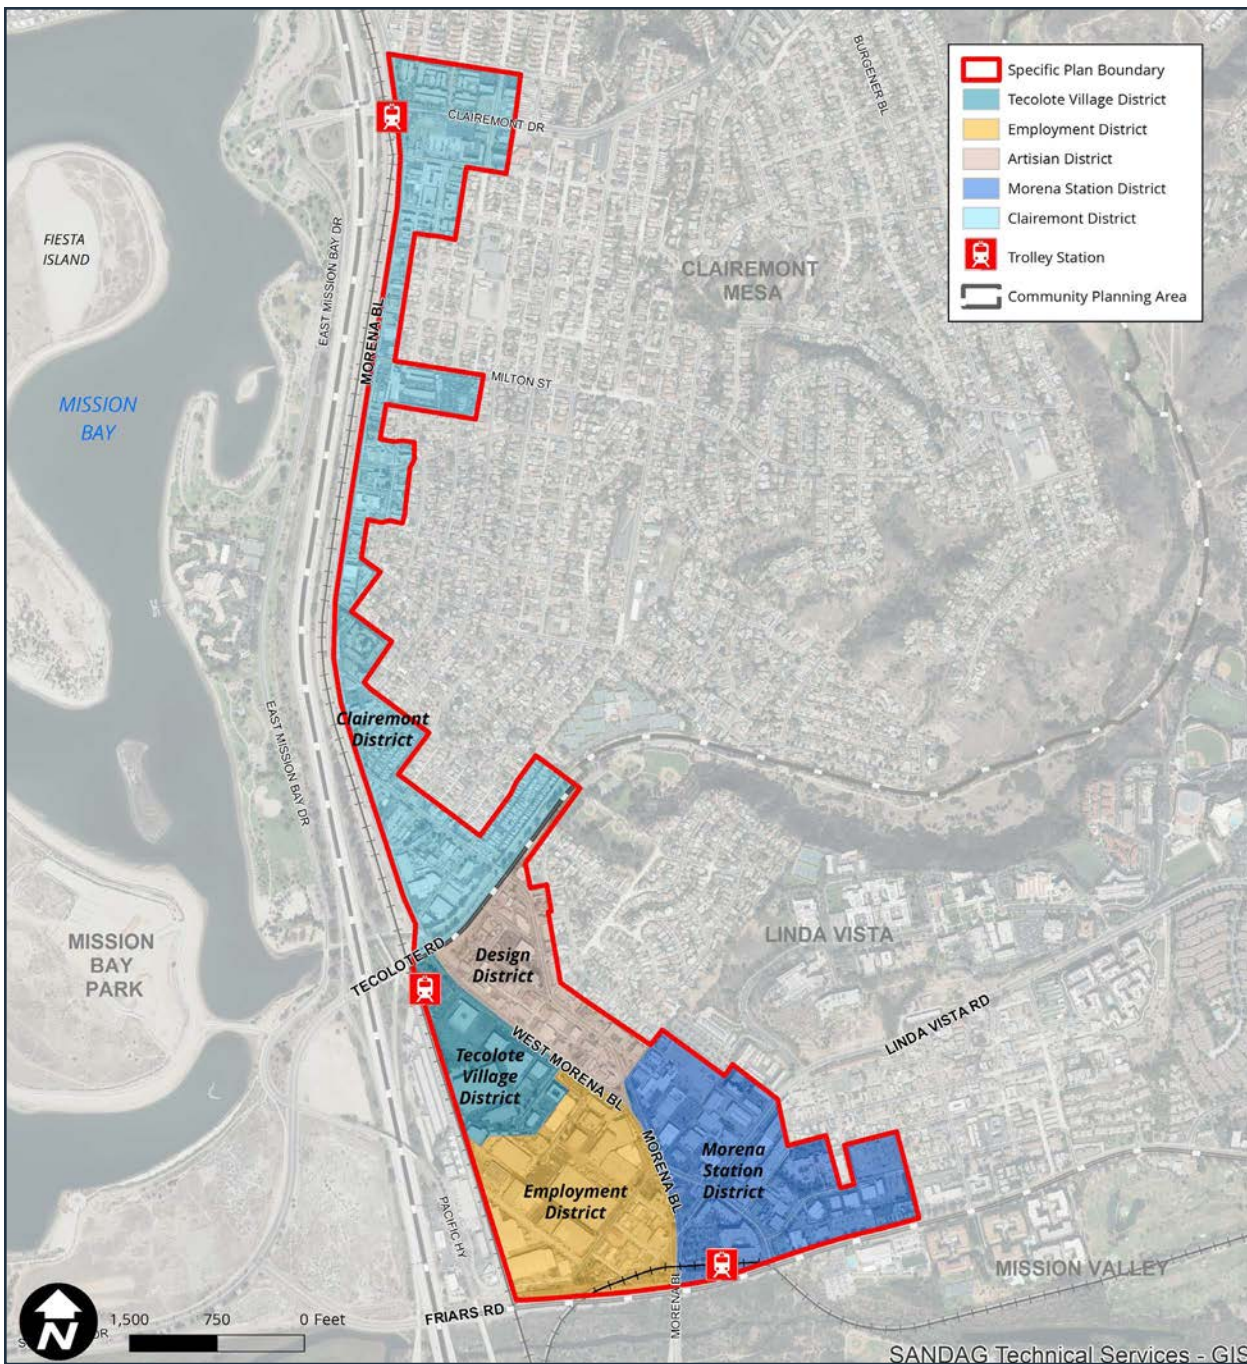 BURGENER BL
Specific Plan Boundary
Tecolote Village District
Employment District
Artisian District
Morena Station District
Clairemont District
Trolley Station
Community Planning Area
CLAIREMONT DR
FIESTA
ISLAND
EAST MISSION BAY DR
MORENA BL
CLAIREMONT
MESA
MILTON ST
MISSION
BAY
EAST MISSION BAY DR
Clairemont
District
MISSION
BAY
PARK
TECOLOTE RD
Design
District
LINDA VISTA
LINDA VISTA RD
WEST MORENA BL
Tecolote
Village
District
MORENA BL
Morena
Station
District
Employment
District
PACIFIC HY
MISSION VALLEY
MORENA BL
FRIARS RD
N
1,500 750 0 Feet
DR
SANDAG Technical Services - GIS